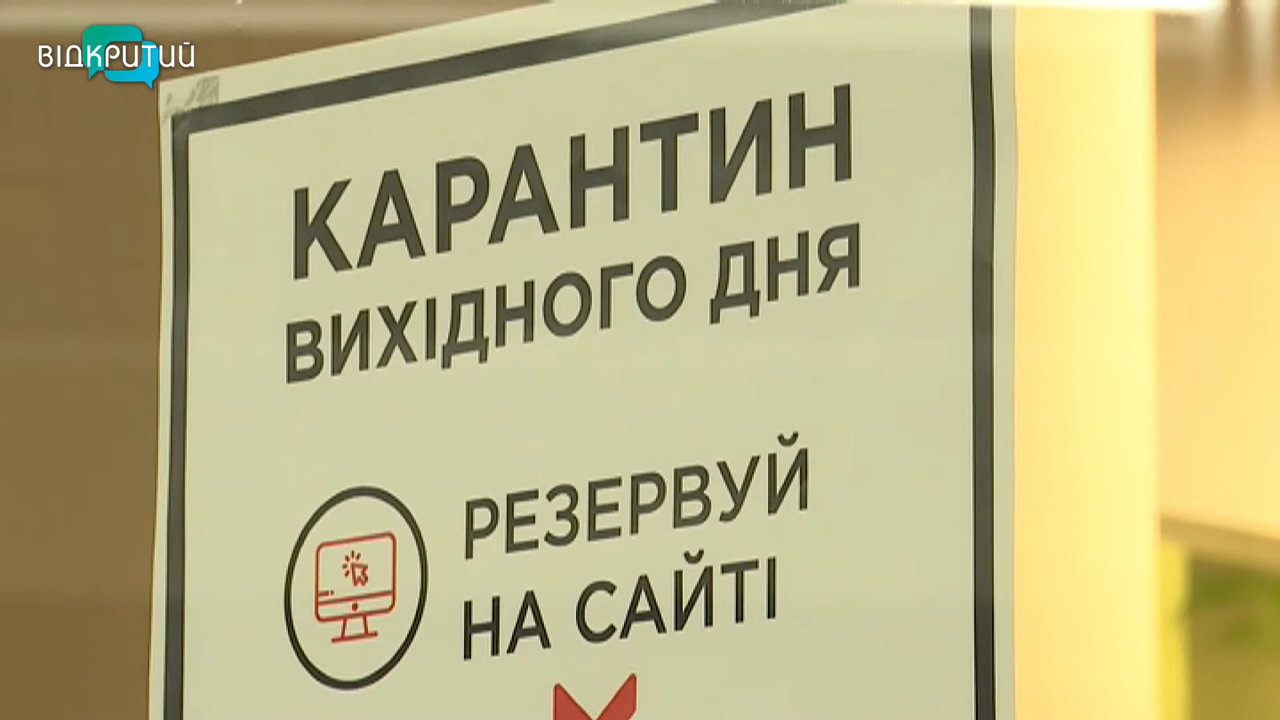 ВІДКРИТИЙ
КАРАНТИН
ВИХІДНОГО ДНЯ
РЕЗЕРВУЙ
НА САЙТІ